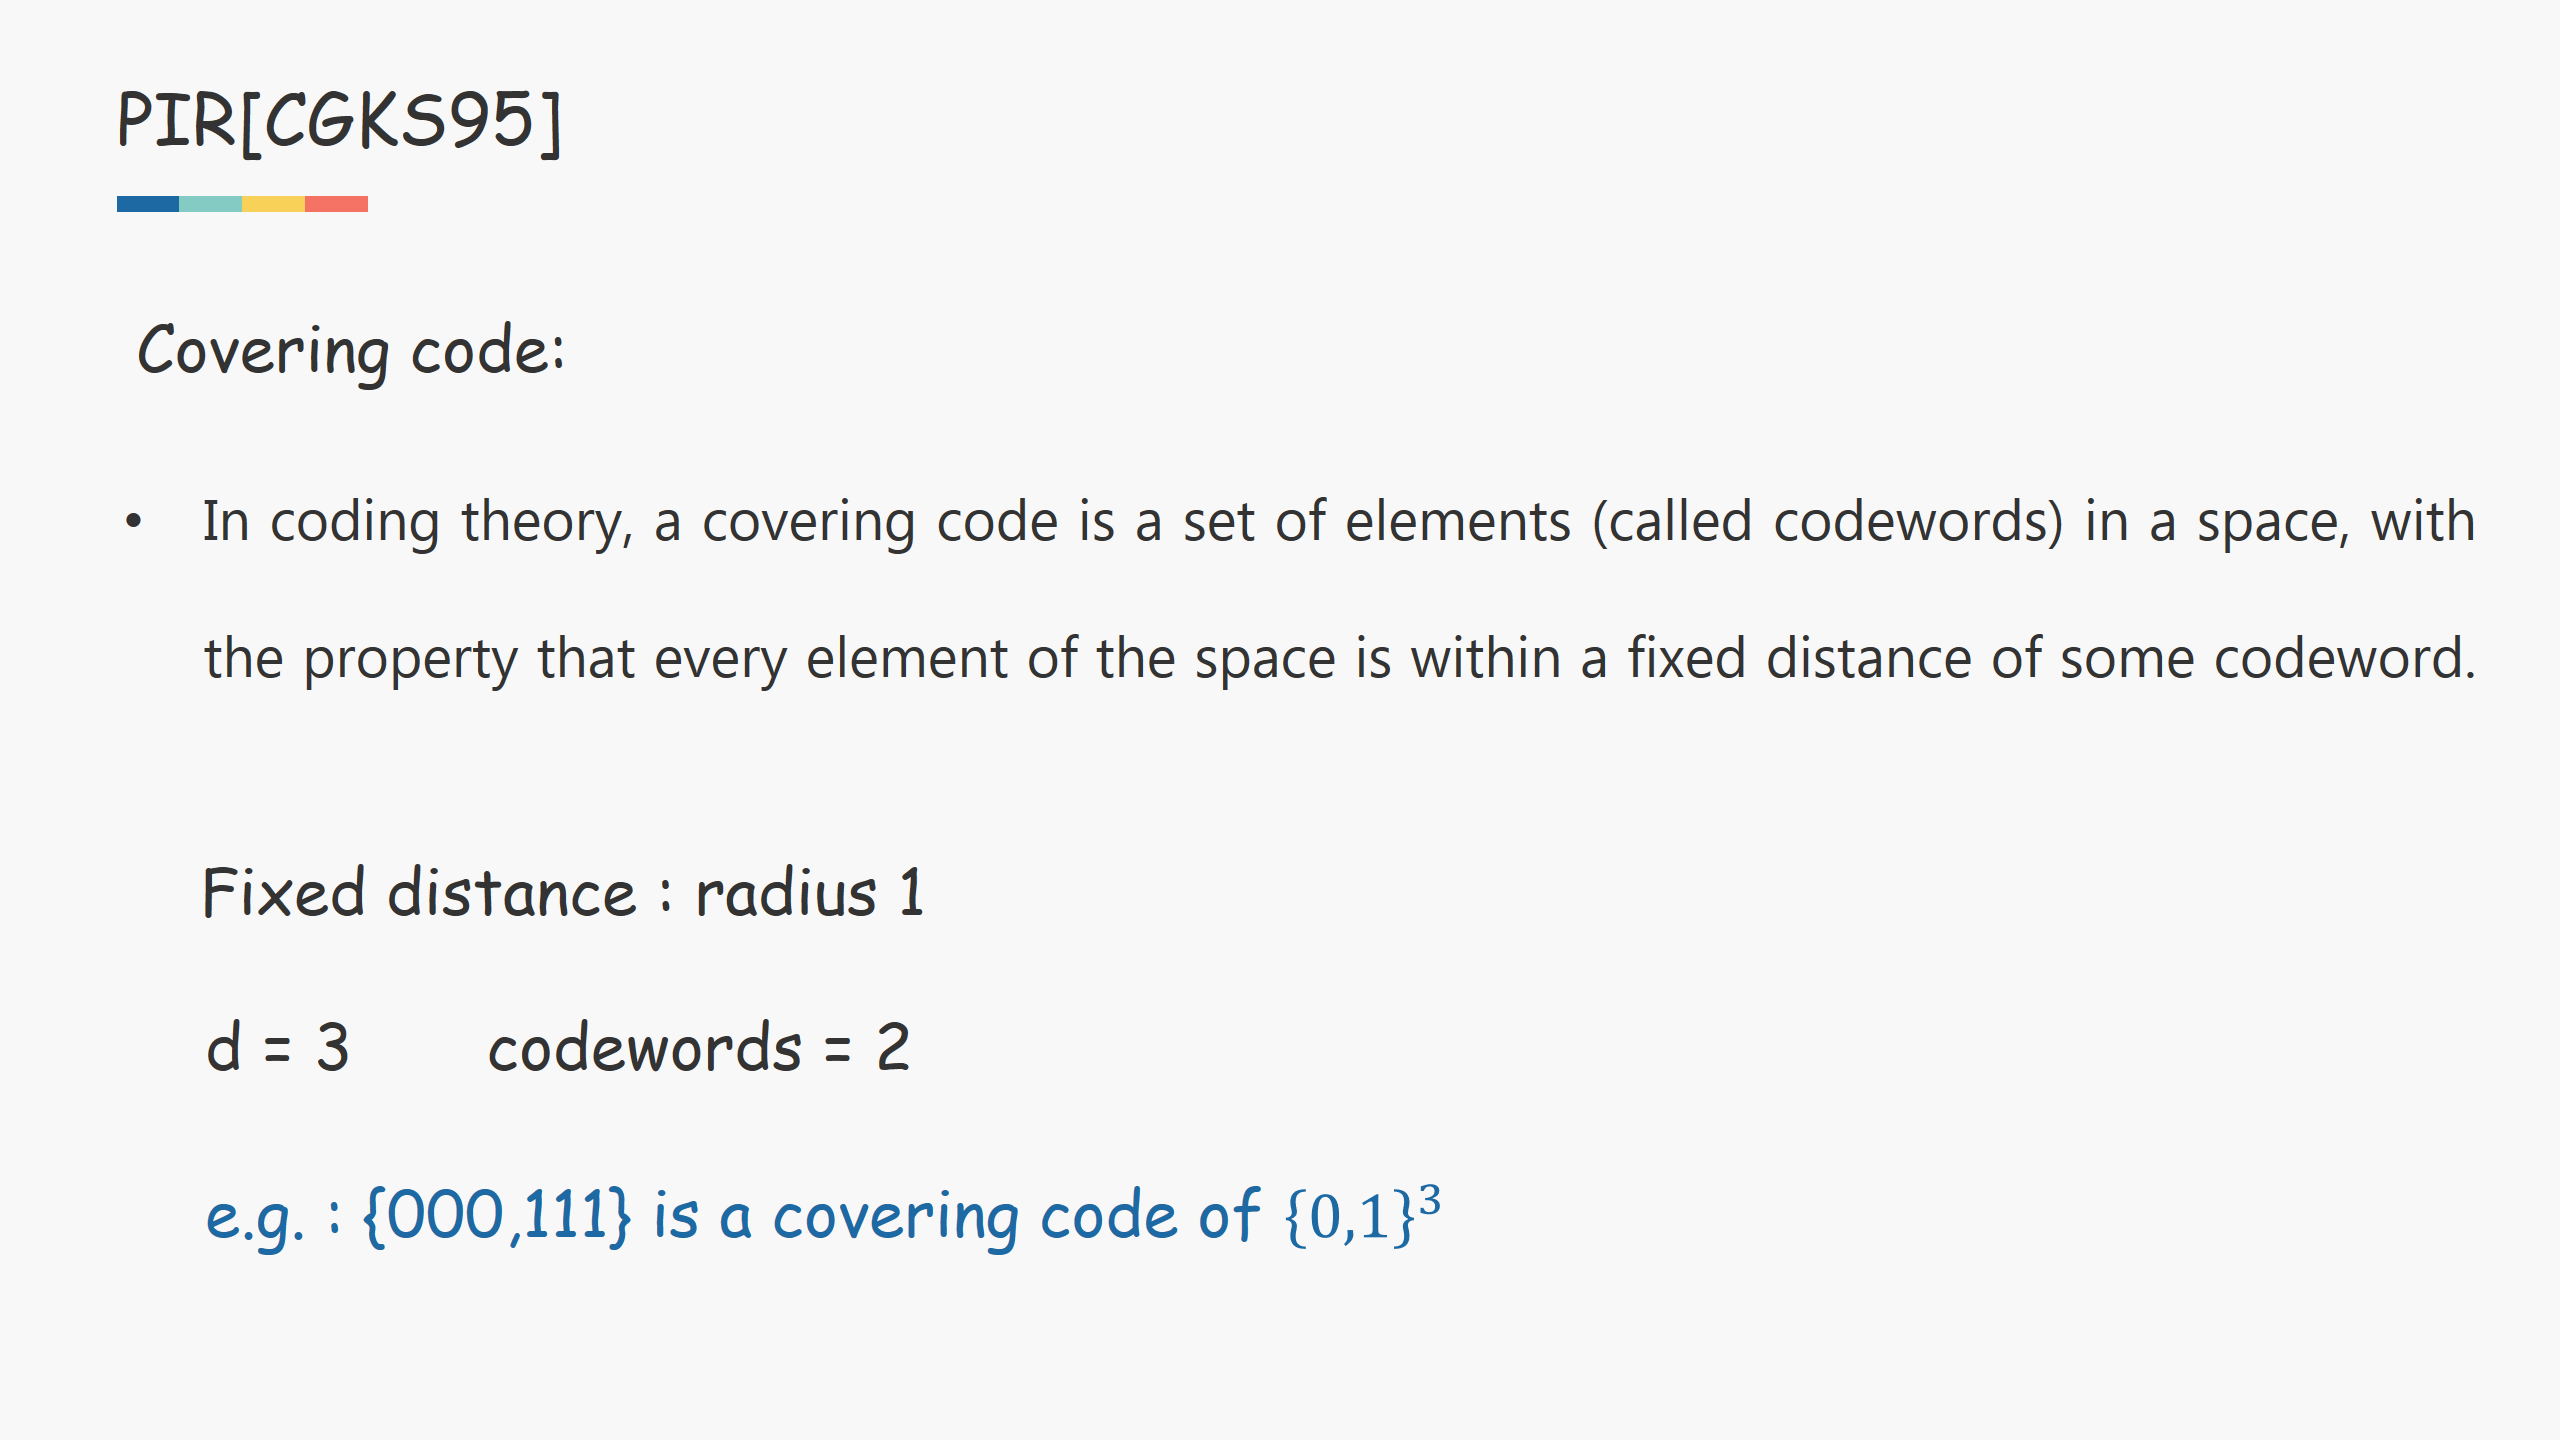 PIR[CGKS95]
Covering code:
• In coding theory, a covering code is a set of elements (called codewords) in a space, with
the property that every element of the space is within a fixed distance of some codeword.
Fixed distance : radius 1
d = 3 codewords = 2
e.g. : {000,111} is a covering code of {0,1}³